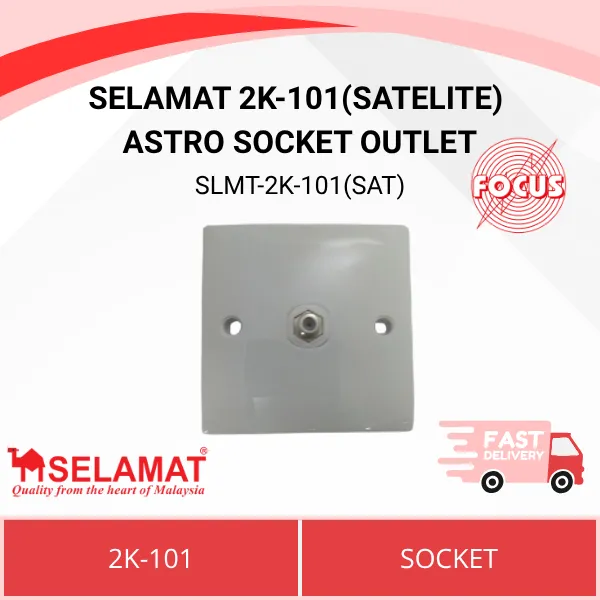 SELAMAT 2K-101(SATELITE)
ASTRO SOCKET OUTLET
SLMT-2K-101(SAT)
FOCUS
SELAMAT®
Quality from the heart of Malaysia
FAST
DELIVERY
2K-101
SOCKET